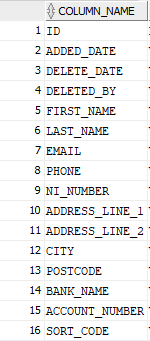 COLUMN_NAME
1 ID
2 ADDED_DATE
3 DELETE_DATE
4 DELETED_BY
5 FIRST_NAME
6 LAST_NAME
7 EMAIL
8 PHONE
9 NI_NUMBER
10 ADDRESS_LINE_1
11 ADDRESS_LINE_2
12 CITY
13 POSTCODE
14 BANK_NAME
15 ACCOUNT_NUMBER
16 SORT_CODE